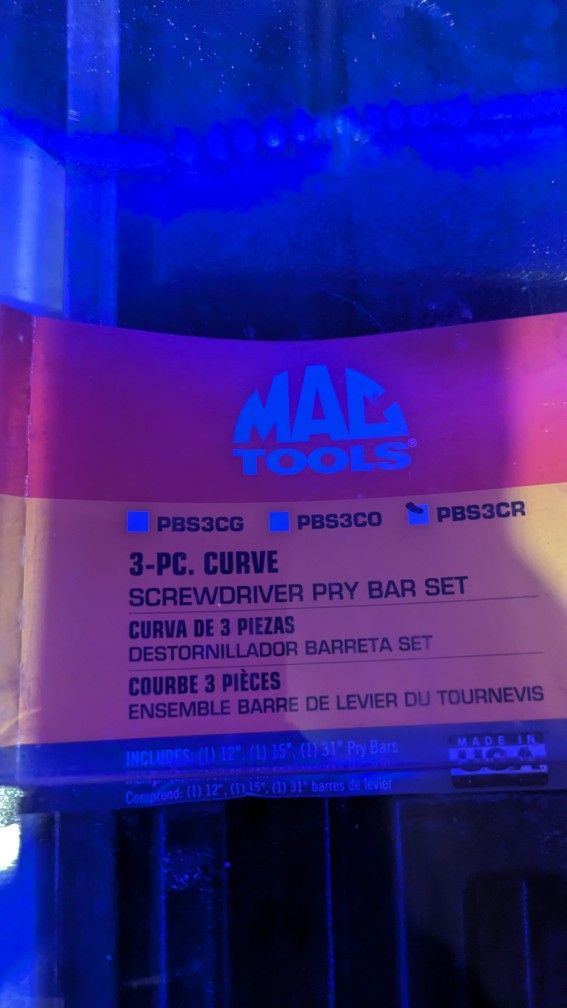 MAC
TOOLS®
PBS3CG PBS3CO PBS3CR
3-PC. CURVE
SCREWDRIVER PRY BAR SET
CURVA DE 3 PIEZAS
DESTORNILLADOR BARRETA SET
COURBE 3 PIÈCES
ENSEMBLE BARRE DE LEVIER DU TOURNEVIS
INCLUDES: (1) 12", (1) 15", (1) 31" Pry Bars
MADE IN
USA
Comprend: (1) 12", (1) 15", (1) 31" barres de levier